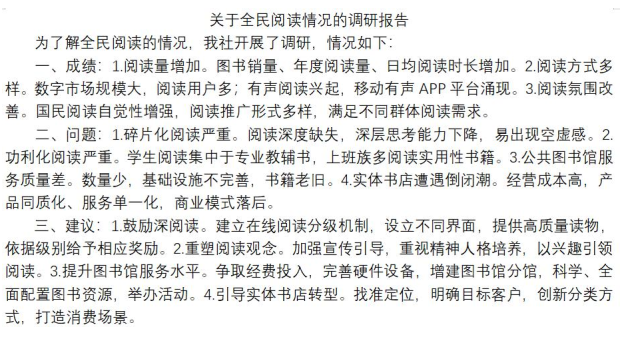 关于全民阅读情况的调研报告
为了解全民阅读的情况，我社开展了调研，情况如下：
一、成绩：1.阅读量增加。图书销量、年度阅读量、日均阅读时长增加。2.阅读方式多
样。数字市场规模大，阅读用户多；有声阅读兴起，移动有声 APP 平台涌现。3.阅读氛围改
善。国民阅读自觉性增强，阅读推广形式多样，满足不同群体阅读需求。
二、问题：1.碎片化阅读严重。阅读深度缺失，深层思考能力下降，易出现空虚感。2.
功利化阅读严重。学生阅读集中于专业教辅书，上班族多阅读实用性书籍。3.公共图书馆服
务质量差。数量少，基础设施不完善，书籍老旧。4.实体书店遭遇倒闭潮。经营成本高，产
品同质化、服务单一化，商业模式落后。
三、建议：1.鼓励深阅读。建立在线阅读分级机制，设立不同界面，提供高质量读物，
依据级别给予相应奖励。2.重塑阅读观念。加强宣传引导，重视精神人格培养，以兴趣引领
阅读。3.提升图书馆服务水平。争取经费投入，完善硬件设备，增建图书馆分馆，科学、全
面配置图书资源，举办活动。4.引导实体书店转型。找准定位，明确目标客户，创新分类方
式，打造消费场景。